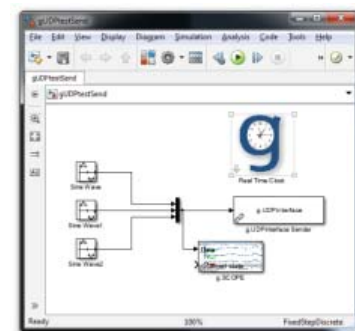 gUDPtestSend
File Edit View Display Diagram Simulation Analysis Code Tools Help
gUDPtestSend
gUDPtestSend
g
Real Time Clock
Sine Wave
g.UDPInterface
g.UDPInterface Sender
Sine Wave1
Sine Wave2
g.SCOPE
Ready 100% FixedStepDiscrete